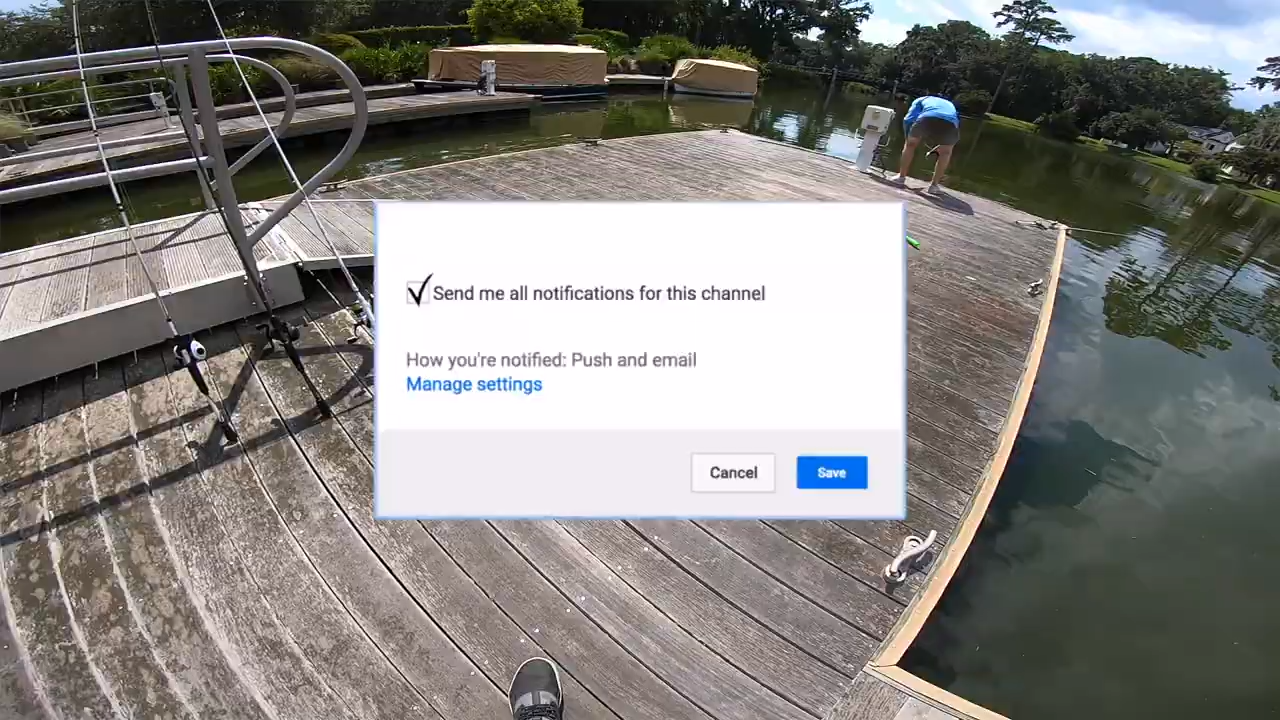 Send me all notifications for this channel
How you're notified: Push and email
Manage settings
Cancel
Save